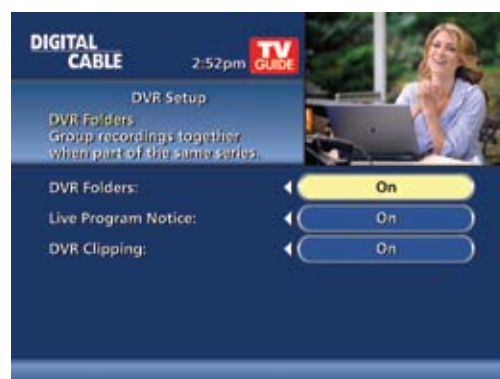 DIGITAL
CABLE
2:52pm
TV
GUIDE
DVR Setup
DVR Folders
Group recordings together
when part of the same series.
DVR Folders:
On
Live Program Notice:
On
DVR Clipping:
On